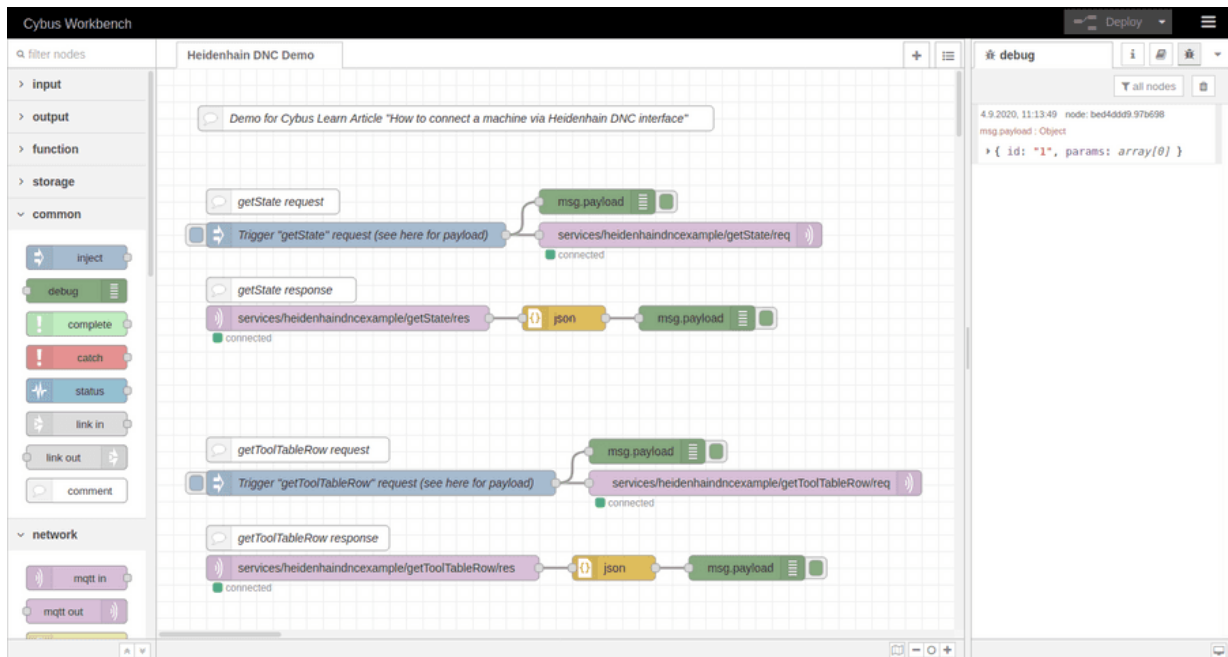 Cybus Workbench
Deploy
filter nodes
input
output
function
storage
common
inject
debug
complete
catch
status
link in
link out
comment
network
mqtt in
mqtt out
Heidenhain DNC Demo
Demo for Cybus Learn Article "How to connect a machine via Heidenhain DNC interface"
getState request
msg.payload
Trigger "getState" request (see here for payload)
services/heidenhaindncexample/getState/req
connected
getState response
services/heidenhaindncexample/getState/res
json
msg.payload
connected
getToolTableRow request
msg.payload
Trigger "getToolTableRow" request (see here for payload)
services/heidenhaindncexample/getToolTableRow/req
connected
getToolTableRow response
services/heidenhaindncexample/getToolTableRow/res
json
msg.payload
connected
debug
i
all nodes
4.9.2020, 11:13:49 node: bed4ddd9.97b698
msg.payload : Object
{ id: "1", params: array[0] }